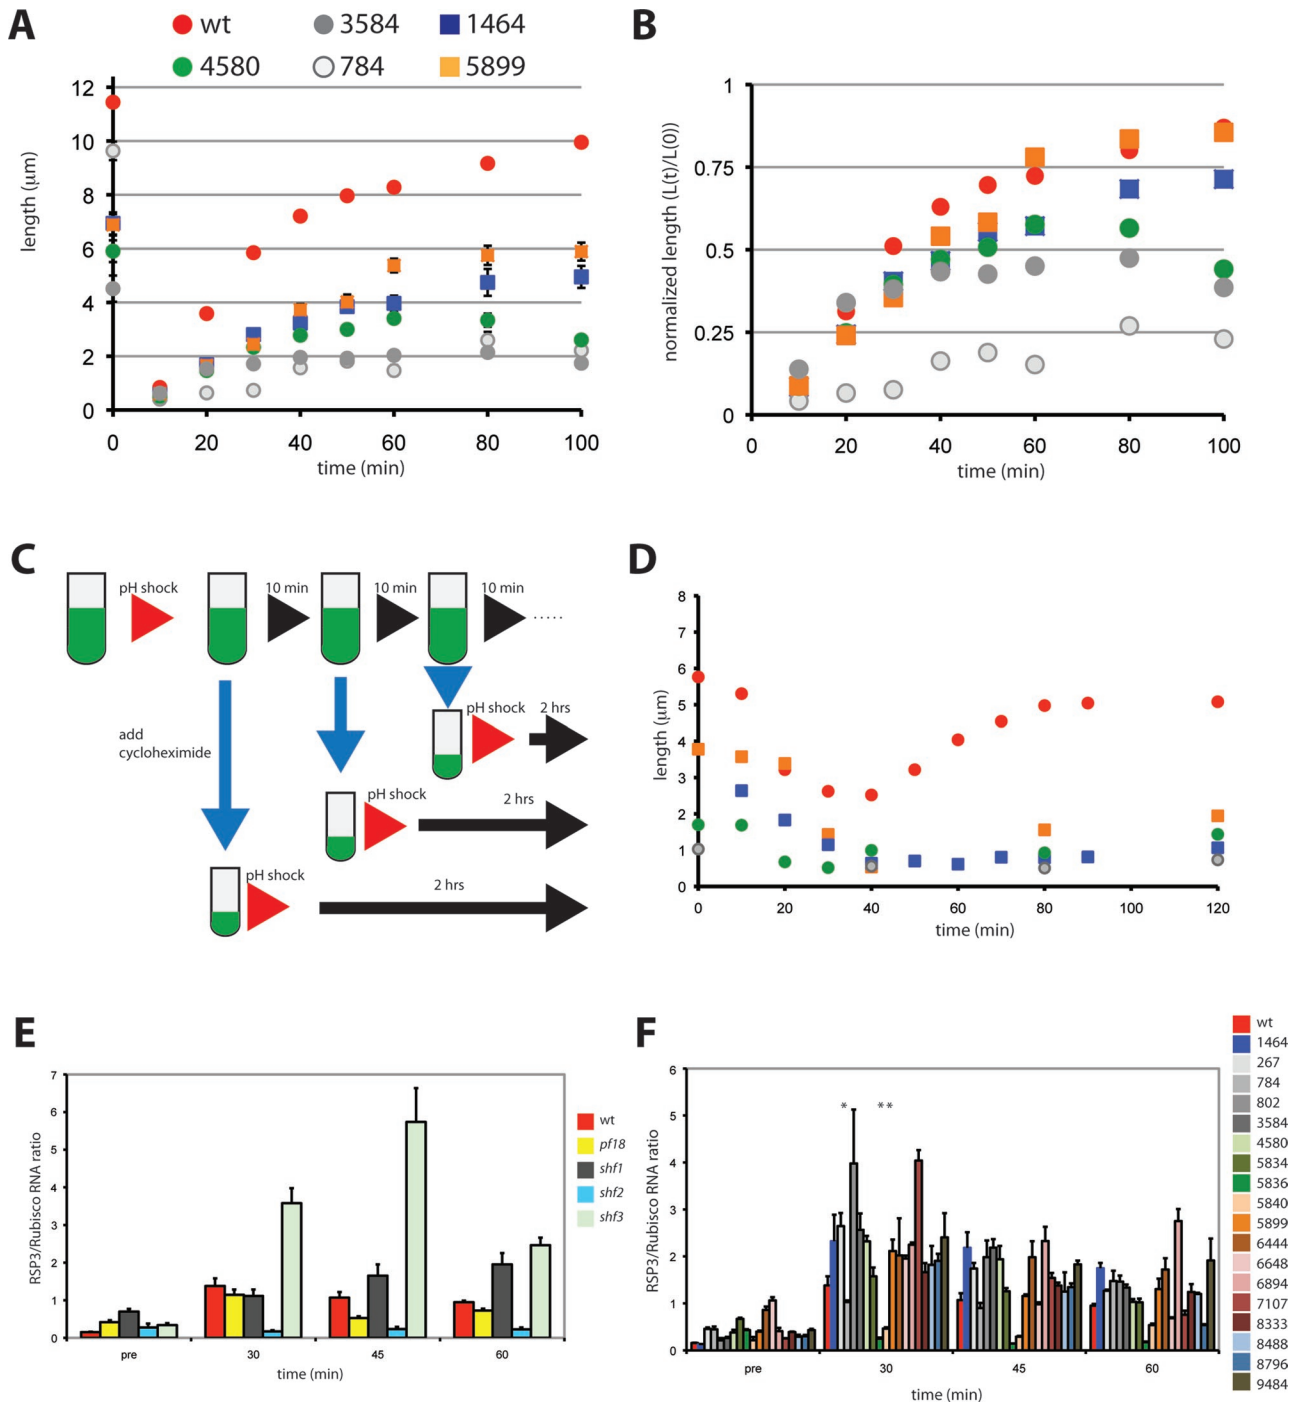 A
wt
3584
1464
4580
784
5899
length (μm)
12
10
8
6
4
2
0
0 20 40 60 80 100
time (min)
B
normalized length (L(t)/L(0))
1
0.75
0.5
0.25
0
0 20 40 60 80 100
time (min)
C
pH shock
10 min
10 min
10 min
.....
add
cycloheximide
pH shock
2 hrs
pH shock
2 hrs
pH shock
2 hrs
D
length (μm)
8
7
6
5
4
3
2
1
0
0 20 40 60 80 100 120
time (min)
E
RSP3/Rubisco RNA ratio
7
6
5
4
3
2
1
0
pre 30 45 60
time (min)
wt
pf18
shf1
shf2
shf3
F
RSP3/Rubisco RNA ratio
6
5
4
3
2
1
0
* **
pre 30 45 60
time (min)
wt
1464
267
784
802
3584
4580
5834
5836
5840
5899
6444
6648
6894
7107
8333
8488
8796
9484